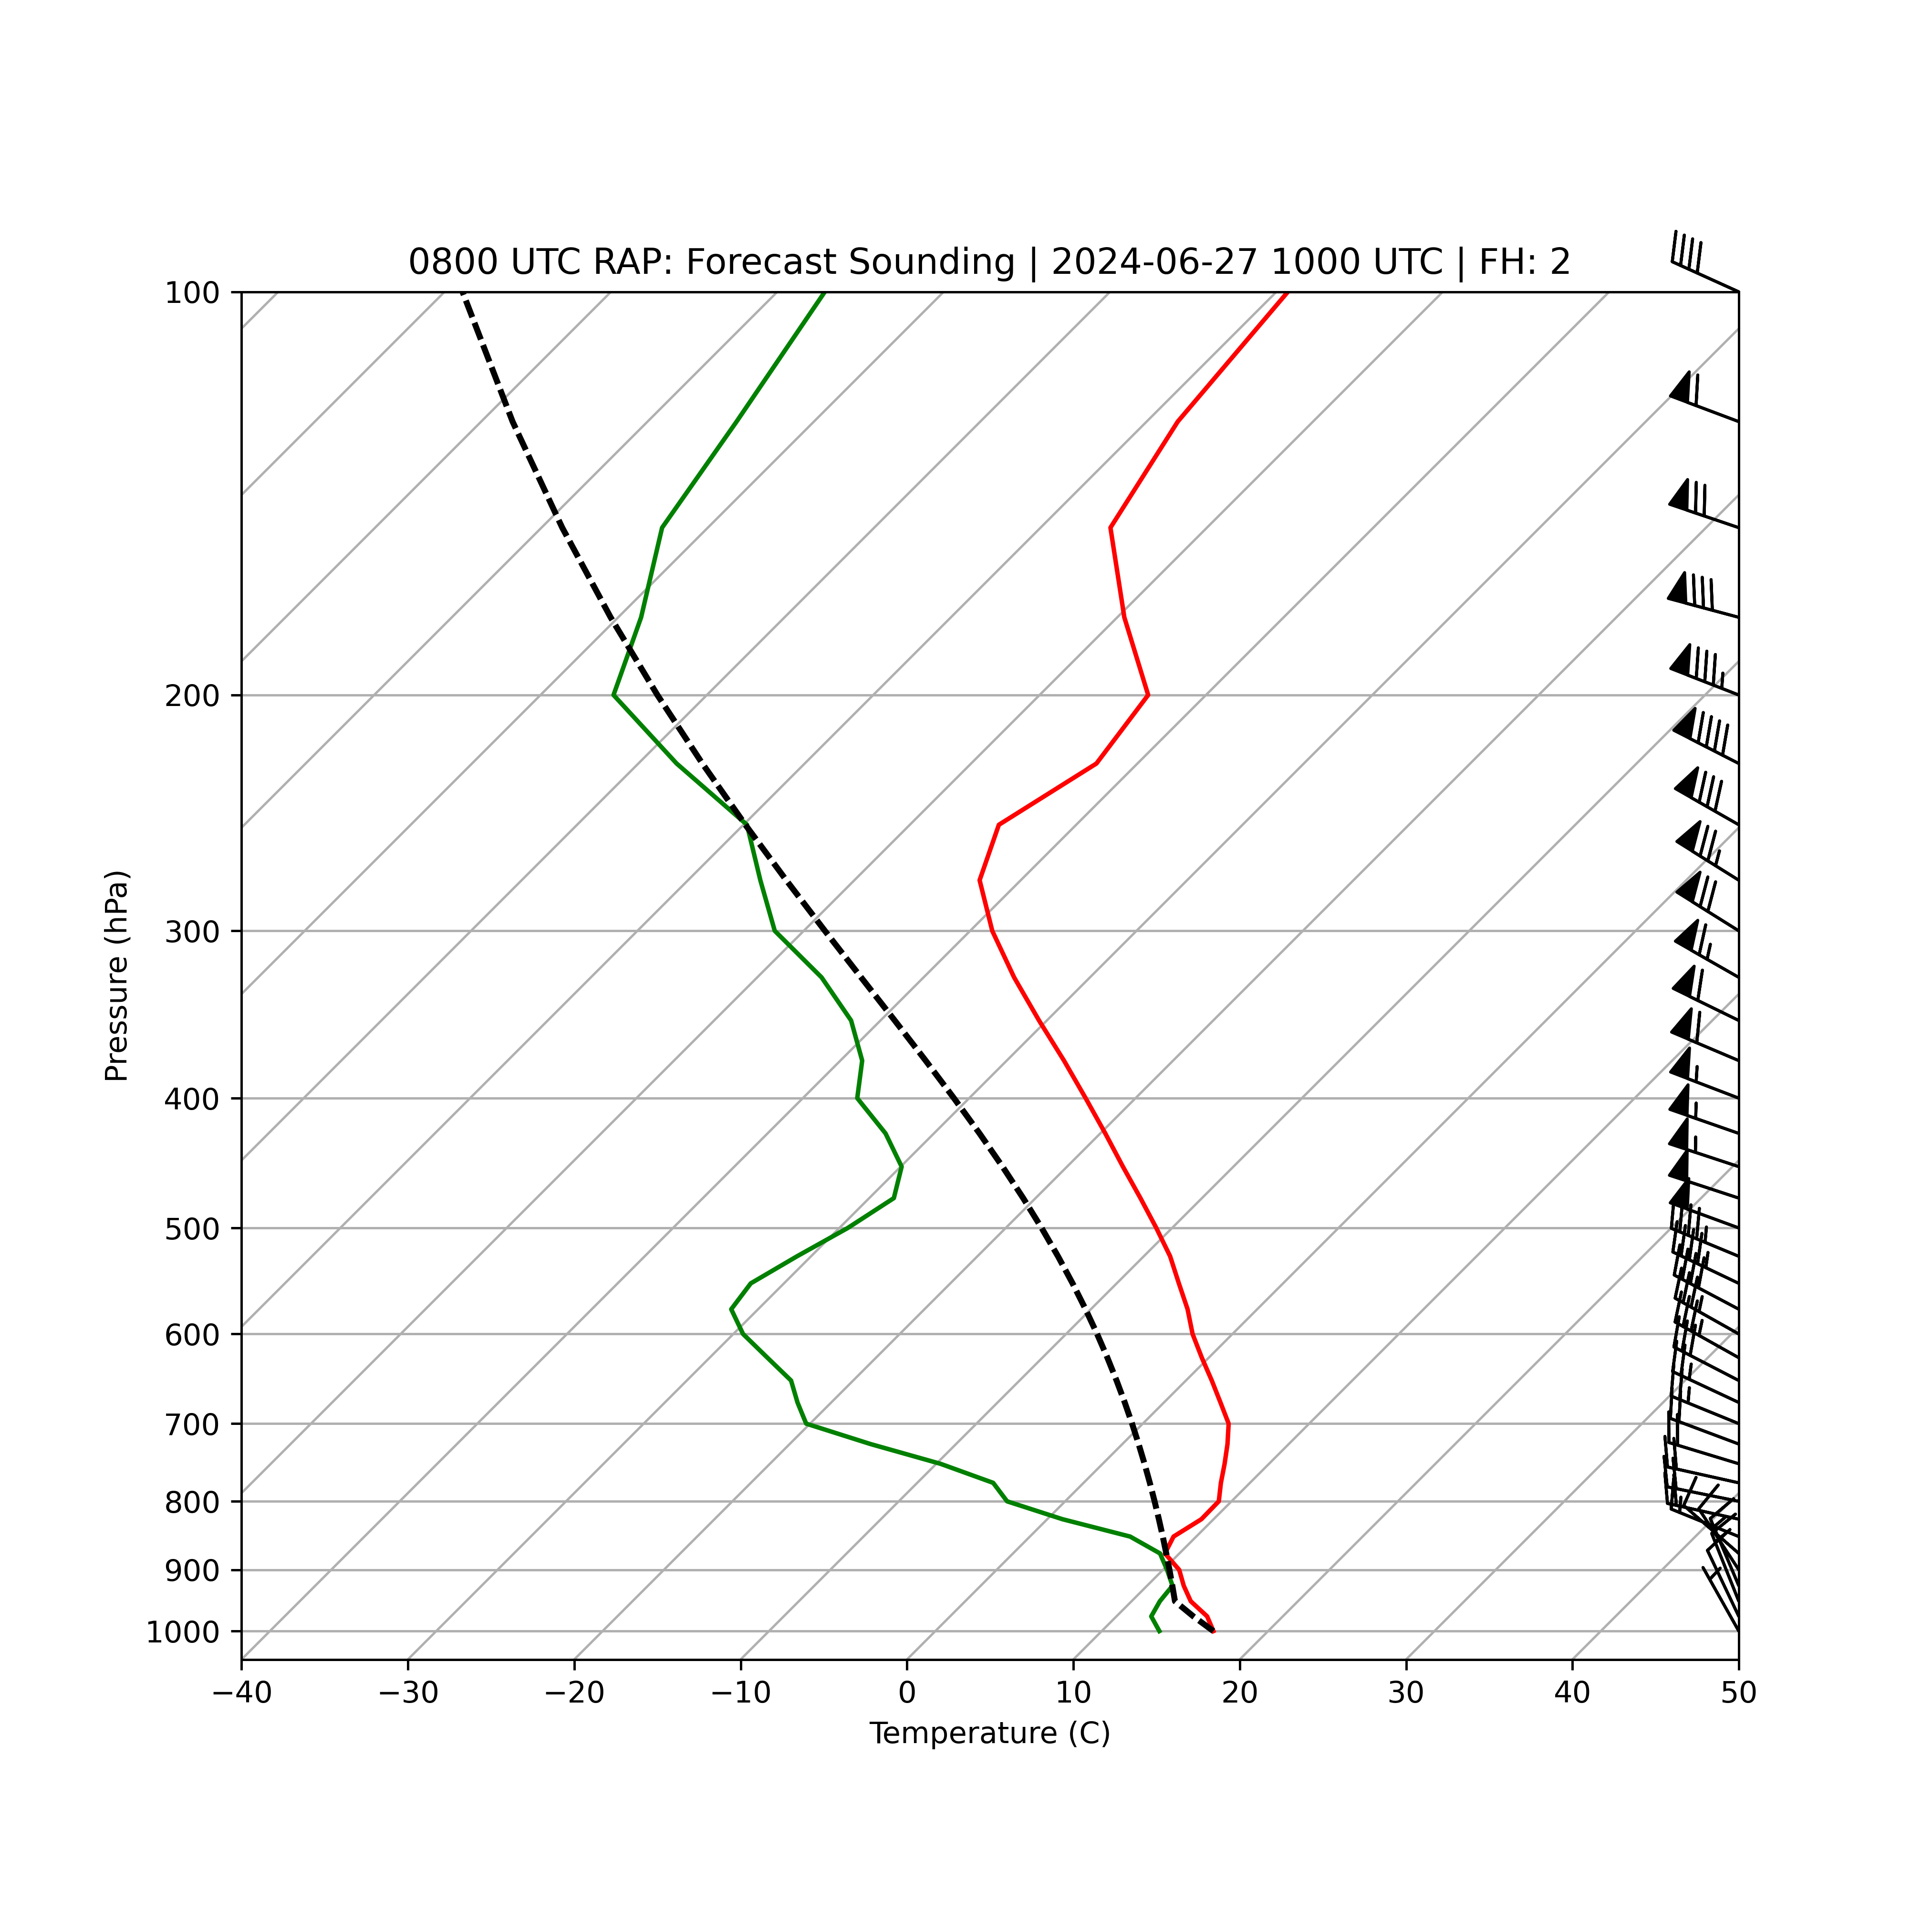 0800 UTC RAP: Forecast Sounding | 2024-06-27 1000 UTC | FH: 2
100
200
300
400
500
600
700
800
900
1000
Pressure (hPa)
−40 −30 −20 −10 0 10 20 30 40 50
Temperature (C)